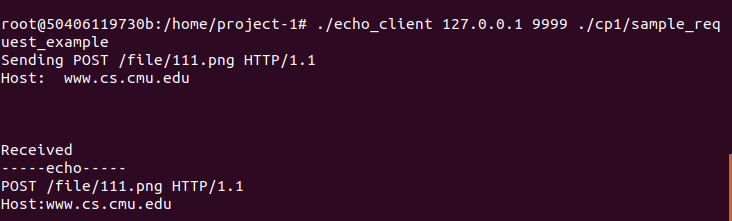 root@50406119730b:/home/project-1# ./echo_client 127.0.0.1 9999 ./cp1/sample_req
uest_example
Sending POST /file/111.png HTTP/1.1
Host:  www.cs.cmu.edu
Received
-----echo-----
POST /file/111.png HTTP/1.1
Host:www.cs.cmu.edu